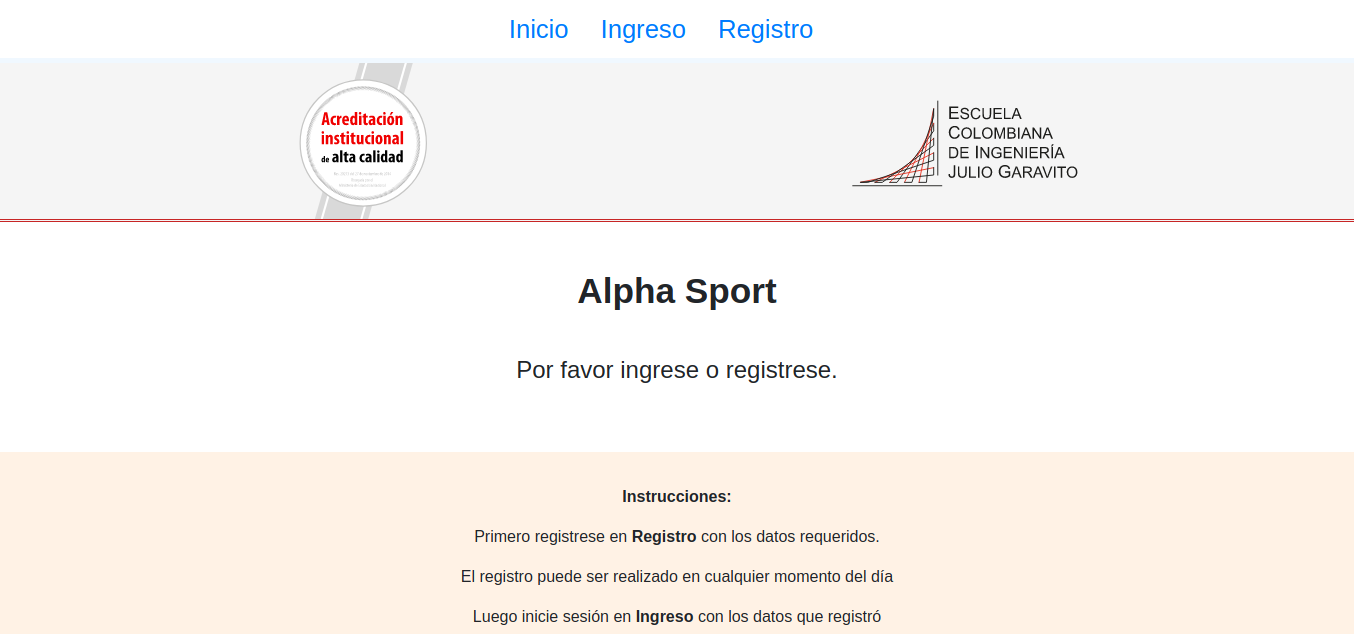 Inicio Ingreso Registro
Acreditación
institucional
de alta calidad
ESCUELA
COLOMBIANA
DE INGENIERÍA
JULIO GARAVITO
Alpha Sport
Por favor ingrese o registrese.
Instrucciones:
Primero registrese en Registro con los datos requeridos.
El registro puede ser realizado en cualquier momento del día
Luego inicie sesión en Ingreso con los datos que registró